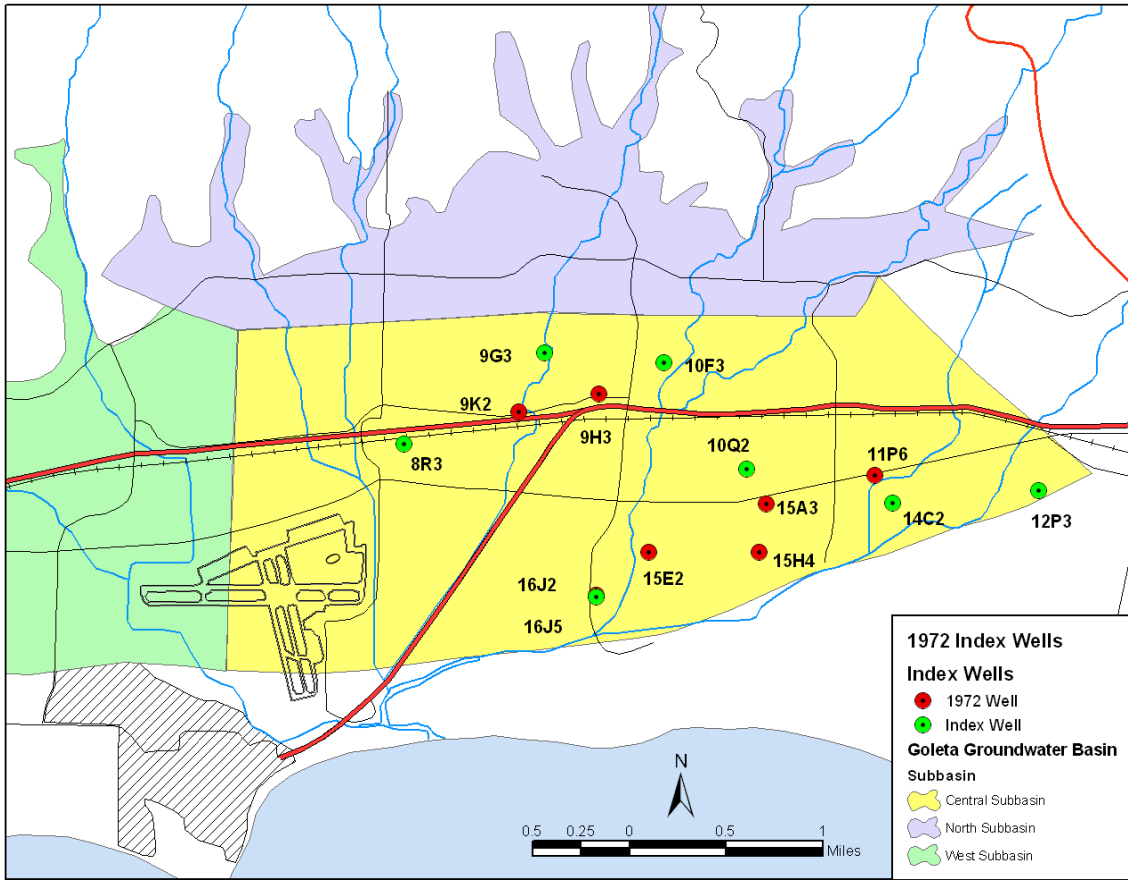 9G3
10F3
9K2
9H3
8R3
10Q2
11P6
15A3
14C2
12P3
15H4
15E2
16J2
16J5
1972 Index Wells
Index Wells
1972 Well
Index Well
Goleta Groundwater Basin
Subbasin
Central Subbasin
North Subbasin
West Subbasin
N
0.5 0.25 0 0.5 1
Miles